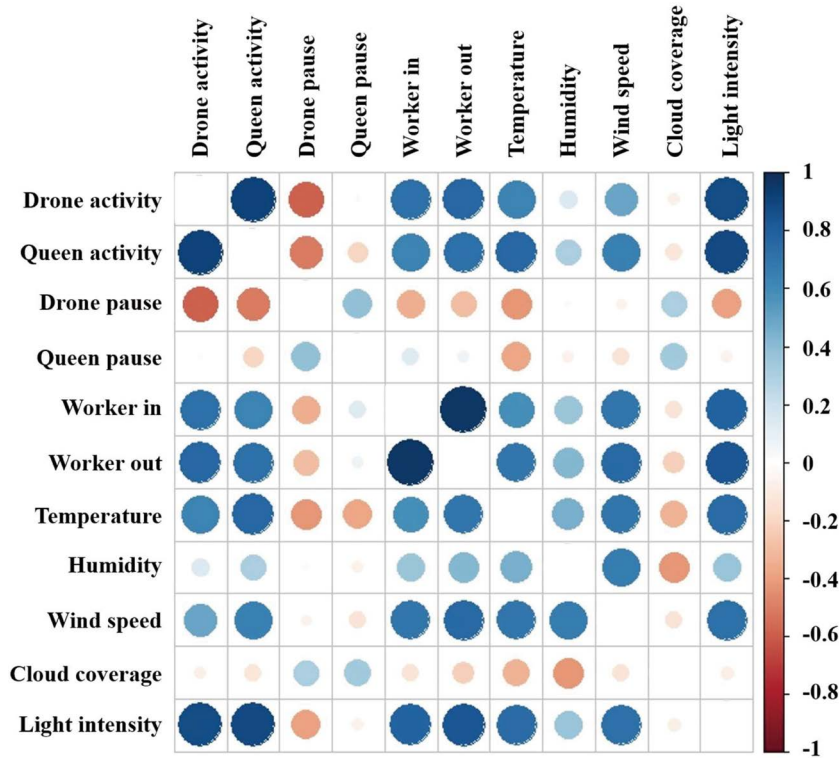 Drone activity
Queen activity
Drone pause
Queen pause
Worker in
Worker out
Temperature
Humidity
Wind speed
Cloud coverage
Light intensity
Drone activity
Queen activity
Drone pause
Queen pause
Worker in
Worker out
Temperature
Humidity
Wind speed
Cloud coverage
Light intensity
1
0.8
0.6
0.4
0.2
0
-0.2
-0.4
-0.6
-0.8
-1